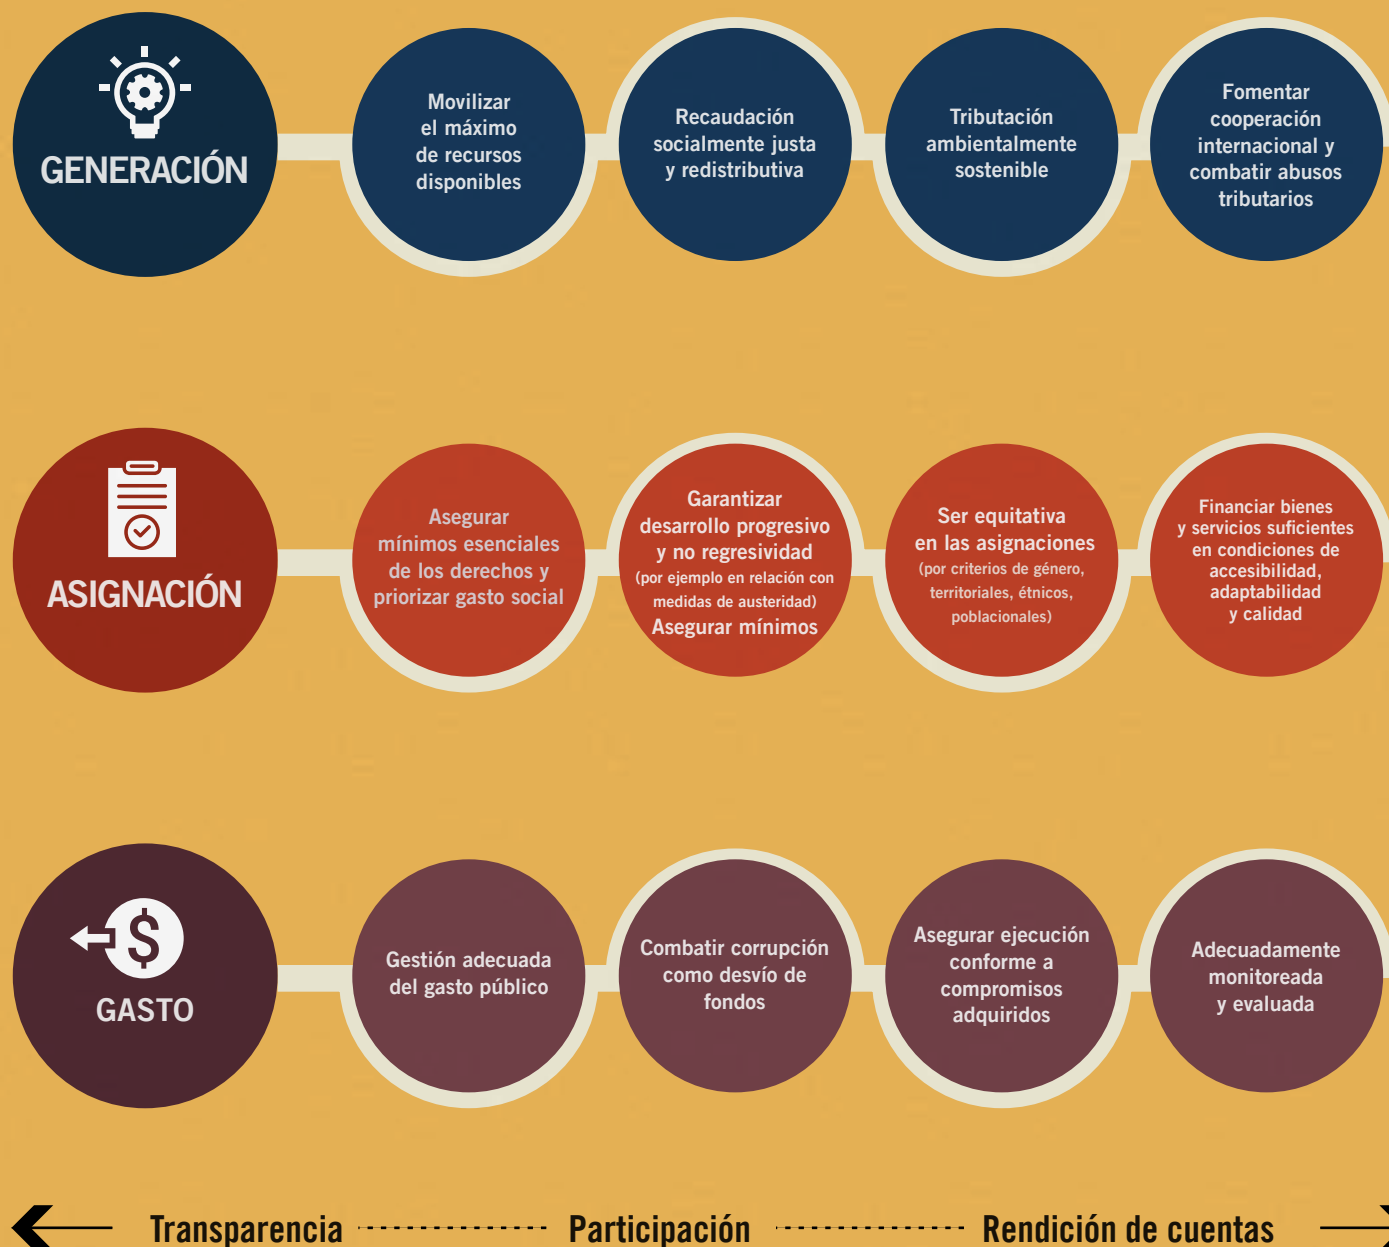 GENERACIÓN
Movilizar
el máximo
de recursos
disponibles
Recaudación
socialmente justa
y redistributiva
Tributación
ambientalmente
sostenible
Fomentar
cooperación
internacional y
combatir abusos
tributarios
ASIGNACIÓN
Asegurar
mínimos esenciales
de los derechos y
priorizar gasto social
Garantizar
desarrollo progresivo
y no regresividad
(por ejemplo en relación con
medidas de austeridad)
Asegurar mínimos
Ser equitativa
en las asignaciones
(por criterios de género,
territoriales, étnicos,
poblacionales)
Financiar bienes
y servicios suficientes
en condiciones de
accesibilidad,
adaptabilidad
y calidad
$
GASTO
Gestión adecuada
del gasto público
Combatir corrupción
como desvío de
fondos
Asegurar ejecución
conforme a
compromisos
adquiridos
Adecuadamente
monitoreada
y evaluada
Transparencia Participación Rendición de cuentas